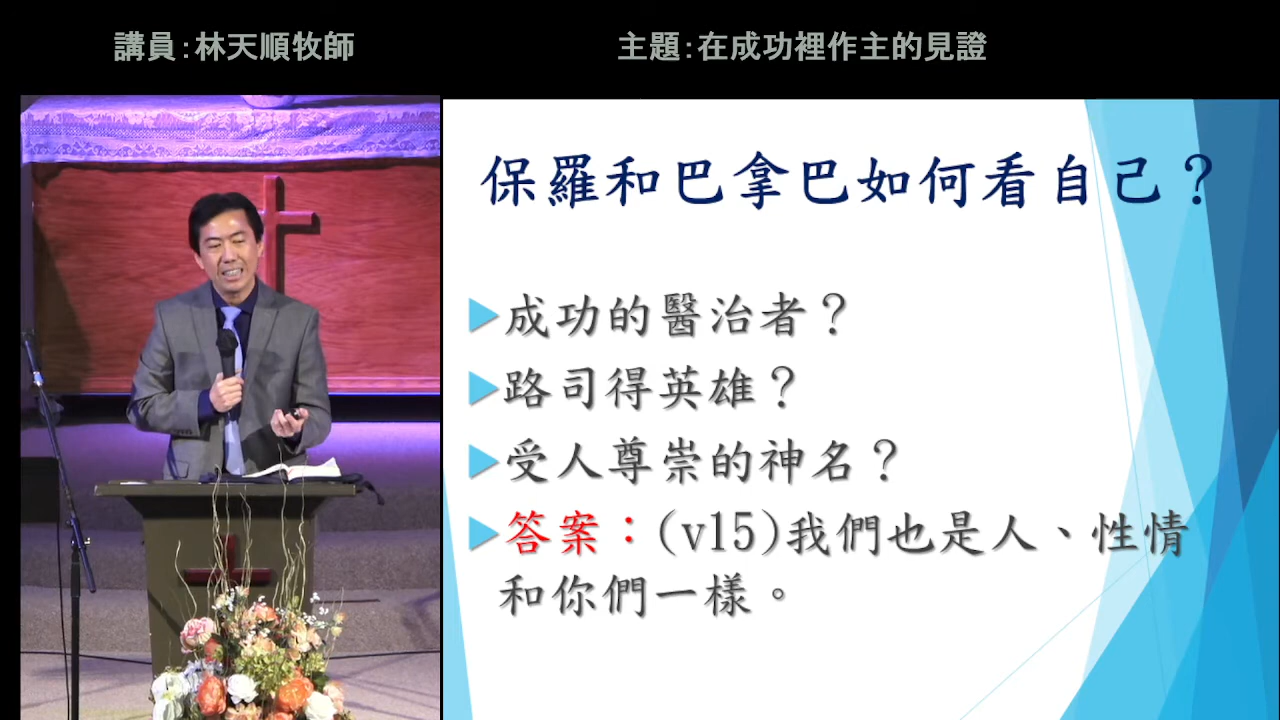 講員:林天順牧師
主題:在成功裡作主的見證
保羅和巴拿巴如何看自己？
成功的醫治者？
路司得英雄？
受人尊崇的神名？
答案：(v15)我們也是人、性情
和你們一樣。